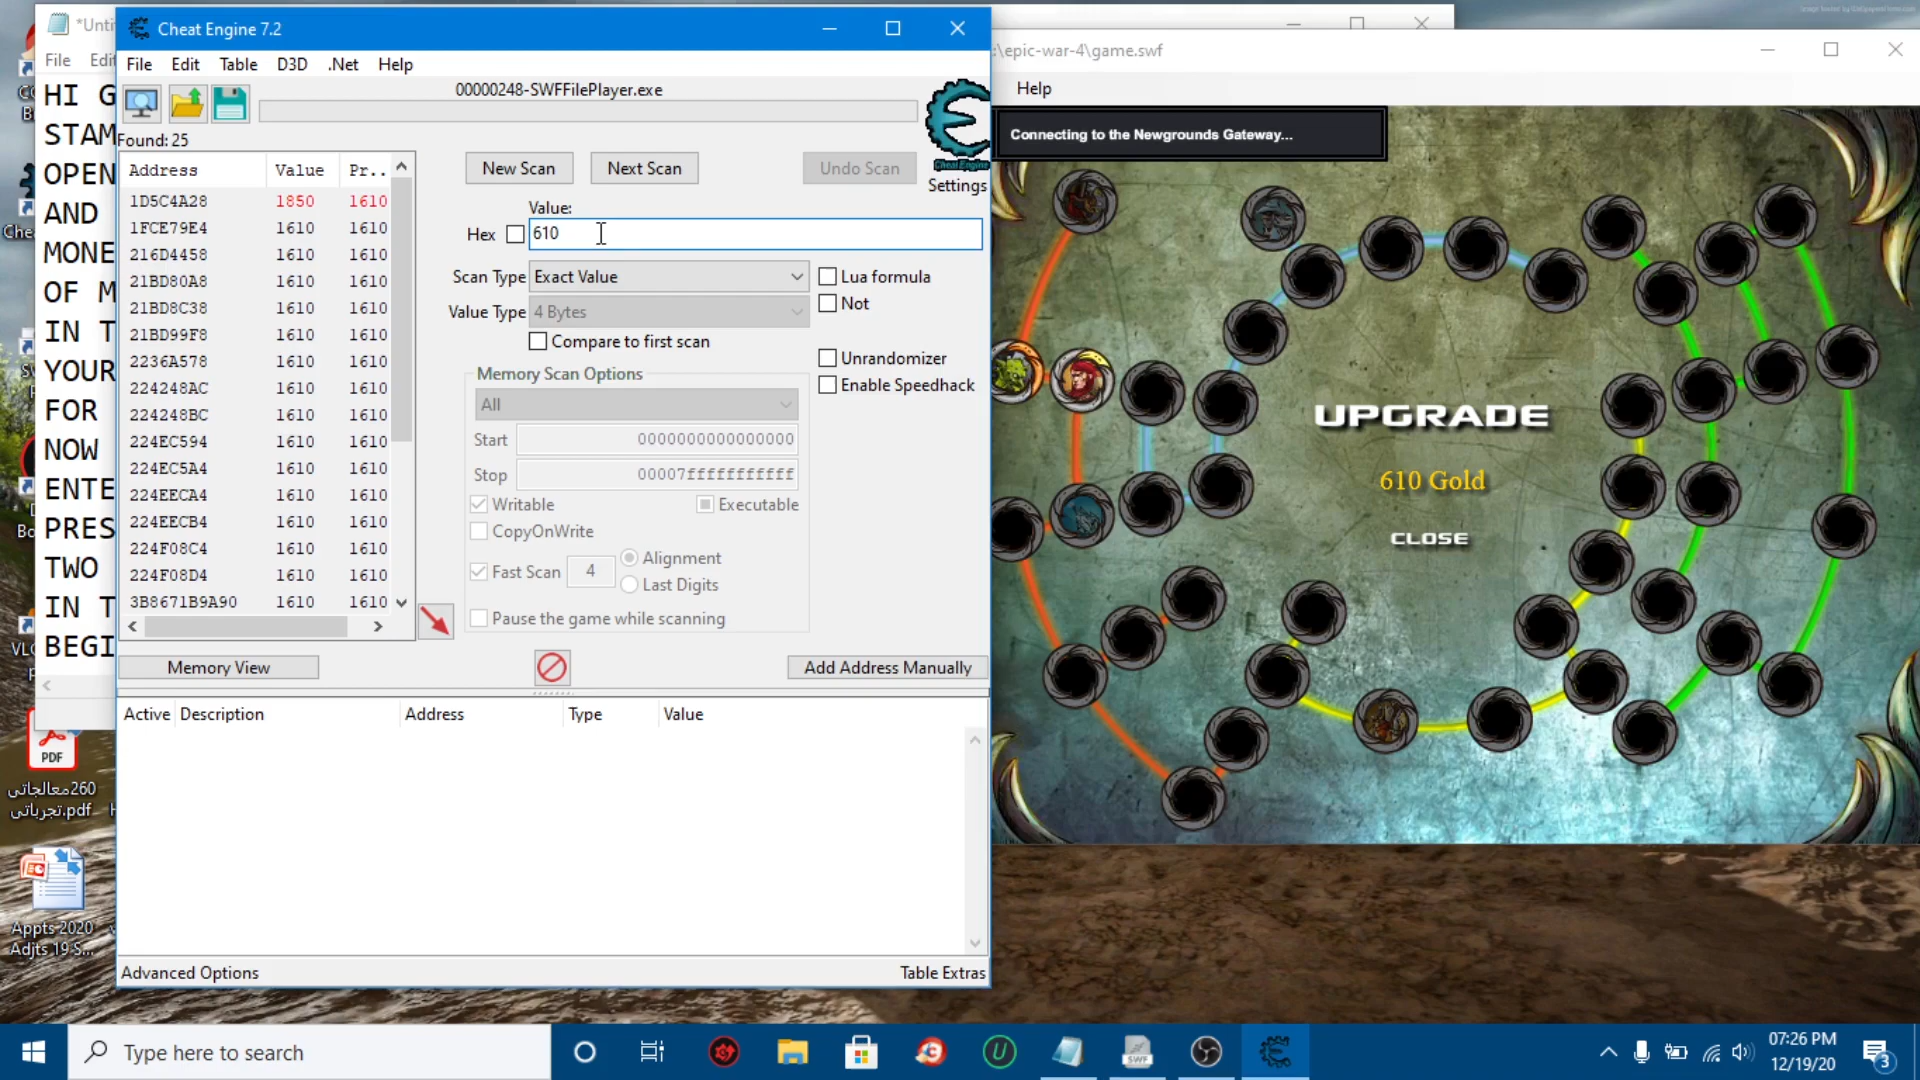 *Unti
File
Edi
HI G
STAM
OPEN
AND
MONE
OF M
IN T
YOUR
FOR
NOW
ENTE
PRES
TWO
IN T
BEGI
PDF
260معالجاتی
تجرباتی.pdf
Appts 2020
Adjts 19 S...
Cheat Engine 7.2
File Edit Table D3D .Net Help
00000248-SWFFilePlayer.exe
Found: 25
Address Value Pr..
1D5C4A28 1850 1610
1FCE79E4 1610 1610
216D4458 1610 1610
21BD80A8 1610 1610
21BD8C38 1610 1610
21BD99F8 1610 1610
2236A578 1610 1610
224248AC 1610 1610
224248BC 1610 1610
224EC594 1610 1610
224EC5A4 1610 1610
224EECA4 1610 1610
224EECB4 1610 1610
224F08C4 1610 1610
224F08D4 1610 1610
3B8671B9A90 1610 1610
New Scan Next Scan Undo Scan
Cheat Engine
Settings
Value:
Hex 610
Scan Type Exact Value
Value Type 4 Bytes
Compare to first scan
Lua formula
Not
Unrandomizer
Enable Speedhack
Memory Scan Options
All
Start 0000000000000000
Stop 00007fffffffffff
Writable Executable
CopyOnWrite
Fast Scan 4 Alignment
Last Digits
Pause the game while scanning
Memory View
Add Address Manually
Active Description Address Type Value
Advanced Options Table Extras
:\epic-war-4\game.swf
Help
Connecting to the Newgrounds Gateway...
UPGRADE
610 Gold
CLOSE
Type here to search
SWF
07:26 PM
12/19/20
3